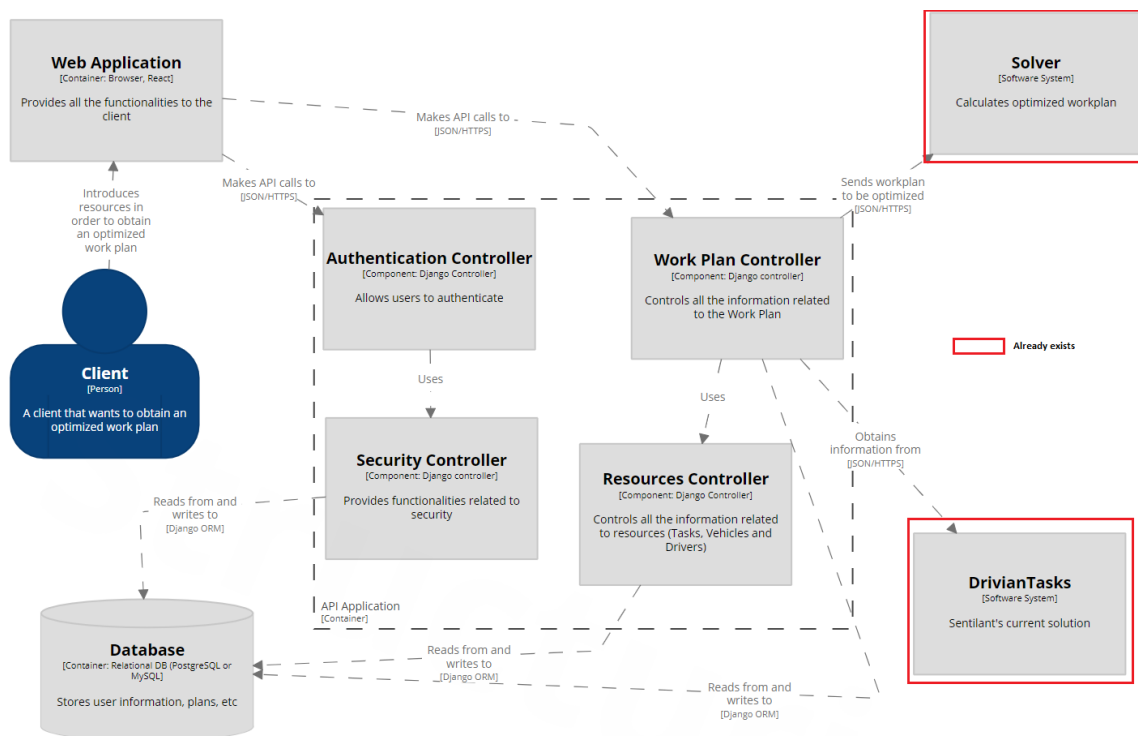 Web Application
[Container: Browser, React]
Provides all the functionalities to the
client
Solver
[Software System]
Calculates optimized workplan
Makes API calls to
[JSON/HTTPS]
Introduces
resources in
order to obtain
an optimized
work plan
Makes API calls to
[JSON/HTTPS]
Sends workplan
to be optimized
[JSON/HTTPS]
Authentication Controller
[Component: Django Controller]
Allows users to authenticate
Work Plan Controller
[Component: Django controller]
Controls all the information related
to the Work Plan
Already exists
Client
[Person]
A client that wants to obtain an
optimized work plan
Uses
Uses
Obtains
information from
[JSON/HTTPS]
Security Controller
[Component: Django controller]
Provides functionalities related to
security
Resources Controller
[Component: Django Controller]
Controls all the information related
to resources (Tasks, Vehicles and
Drivers)
Reads from and
writes to
[Django ORM]
DrivianTasks
[Software System]
Sentilant's current solution
API Application
[Container]
Database
[Container: Relational DB (PostgreSQL or
MySQL]
Stores user information, plans, etc
Reads from and
writes to
[Django ORM]
Reads from and
writes to
[Django ORM]